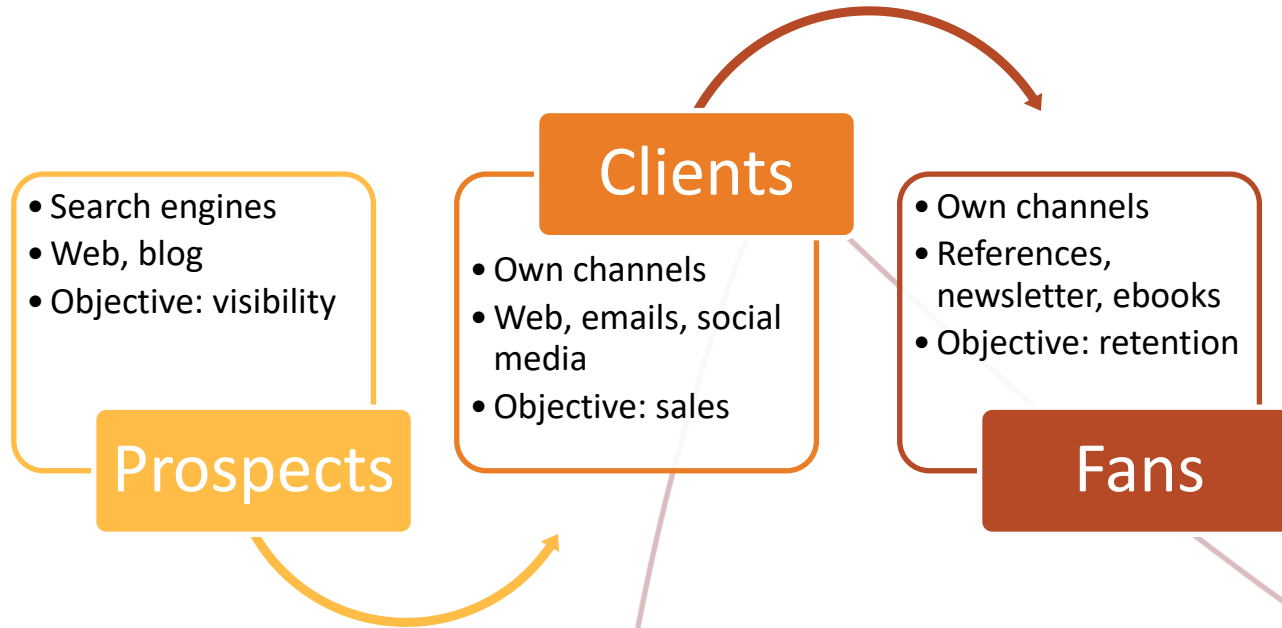 • Search engines
• Web, blog
• Objective: visibility
Prospects
Clients
• Own channels
• Web, emails, social
media
• Objective: sales
• Own channels
• References,
newsletter, ebooks
• Objective: retention
Fans